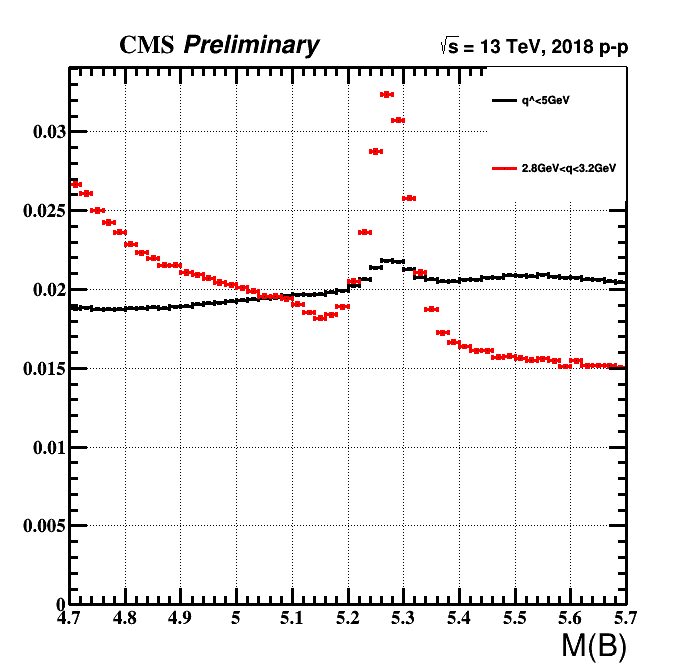 CMS Preliminary
√s = 13 TeV, 2018 p-p
q^<5GeV
2.8GeV<q<3.2GeV
0.03
0.025
0.02
0.015
0.01
0.005
0
4.7 4.8 4.9 5 5.1 5.2 5.3 5.4 5.5 5.6 5.7
M(B)